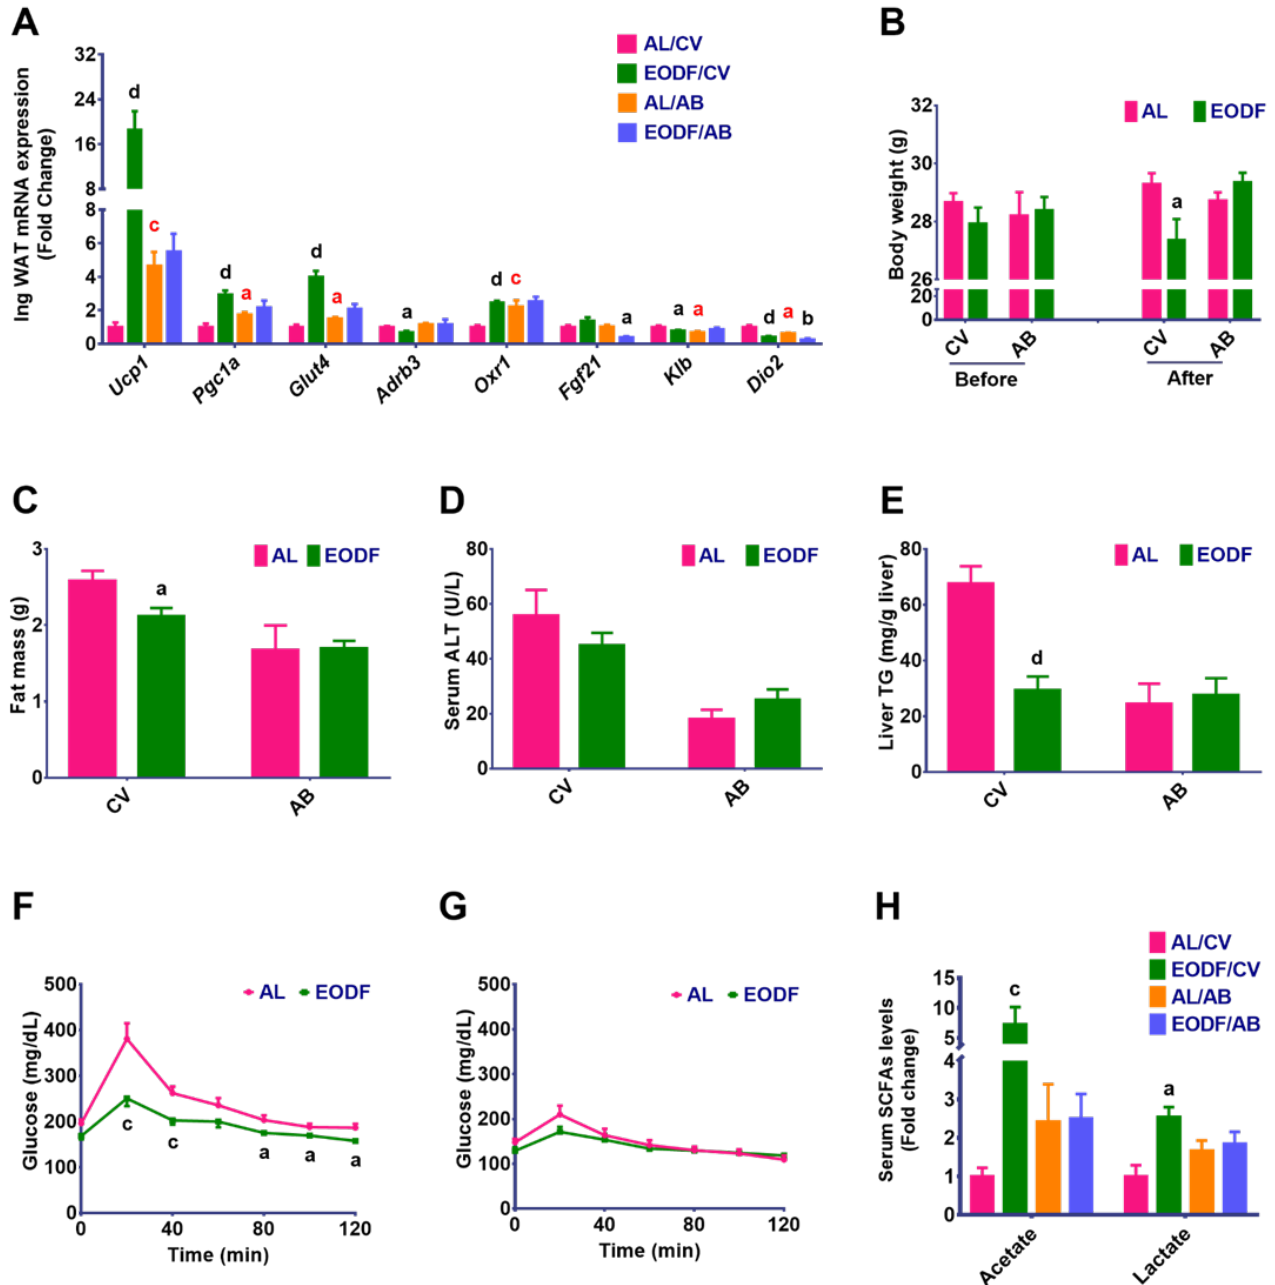 A
Ing WAT mRNA expression
(Fold Change)
32
24
16
8
8
6
4
2
0
AL/CV
EODF/CV
AL/AB
EODF/AB
d
c
d
a
d
a
a
d
c
a
a
a
d
a
b
Ucp1
Pgc1a
Glut4
Adrb3
Oxr1
Fgf21
Klb
Dio2
B
Body weight (g)
32
30
28
26
20
0
AL
EODF
a
CV
AB
CV
AB
Before
After
C
Fat mass (g)
3
2
1
0
AL
EODF
a
CV
AB
D
Serum ALT (U/L)
80
60
40
20
0
AL
EODF
CV
AB
E
Liver TG (mg/g liver)
80
60
40
20
0
AL
EODF
d
CV
AB
F
Glucose (mg/dL)
500
400
300
200
100
0
AL
EODF
c
c
a
a
a
0
40
80
120
Time (min)
G
Glucose (mg/dL)
500
400
300
200
100
0
AL
EODF
0
40
80
120
Time (min)
H
Serum SCFAs levels
(Fold change)
15
10
5
4
3
2
1
0
AL/CV
EODF/CV
AL/AB
EODF/AB
c
a
Acetate
Lactate